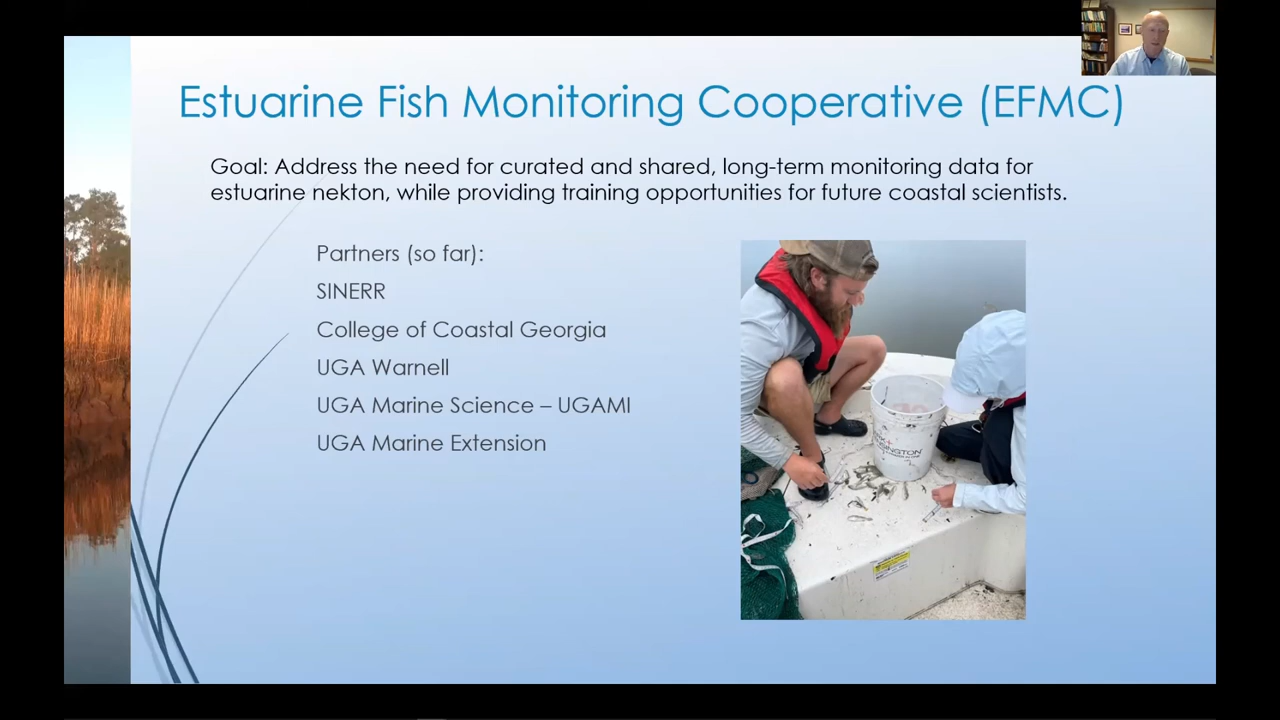 Estuarine Fish Monitoring Cooperative (EFMC)
Goal: Address the need for curated and shared, long-term monitoring data for
estuarine nekton, while providing training opportunities for future coastal scientists.
Partners (so far):
SINERR
College of Coastal Georgia
UGA Warnell
UGA Marine Science – UGAMI
UGA Marine Extension